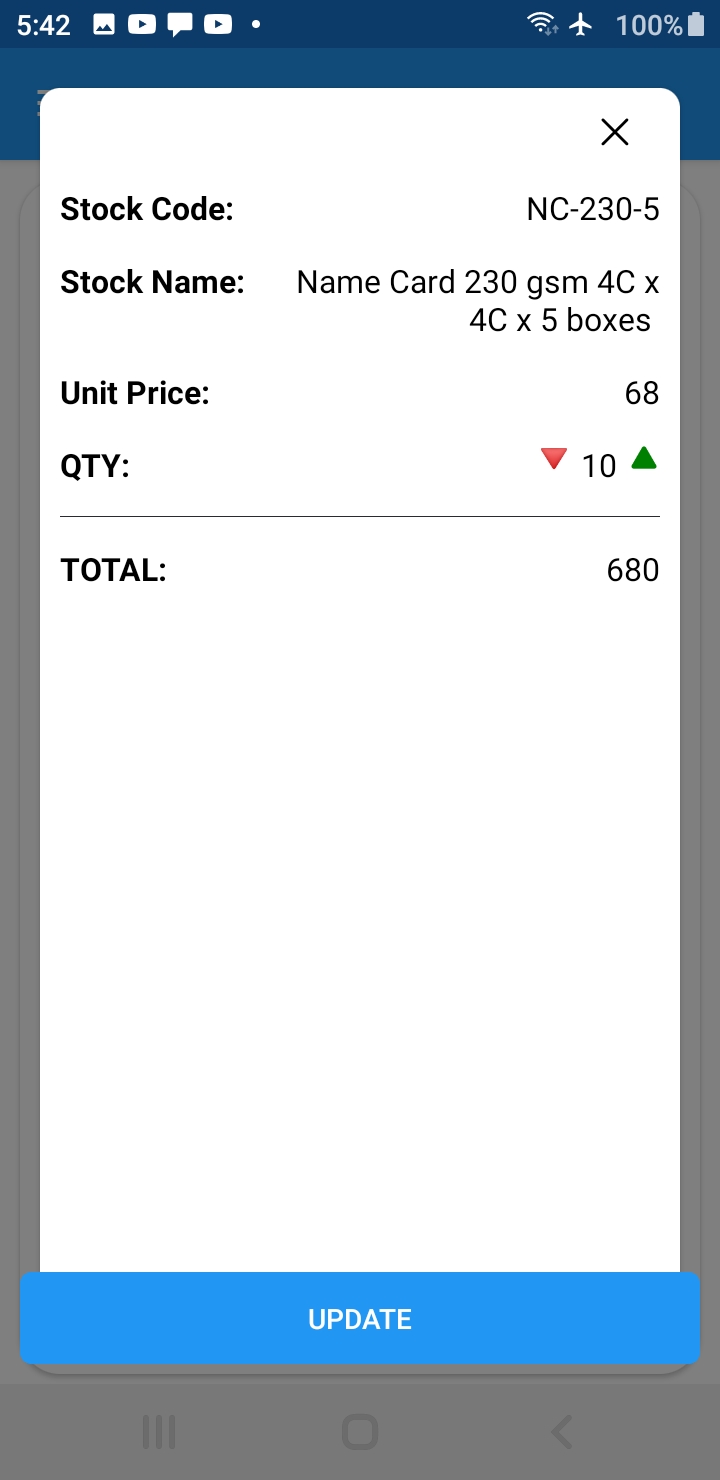 5:42 100%
Stock Code: NC-230-5
Stock Name: Name Card 230 gsm 4C x
4C x 5 boxes
Unit Price: 68
QTY: 10
TOTAL: 680
UPDATE